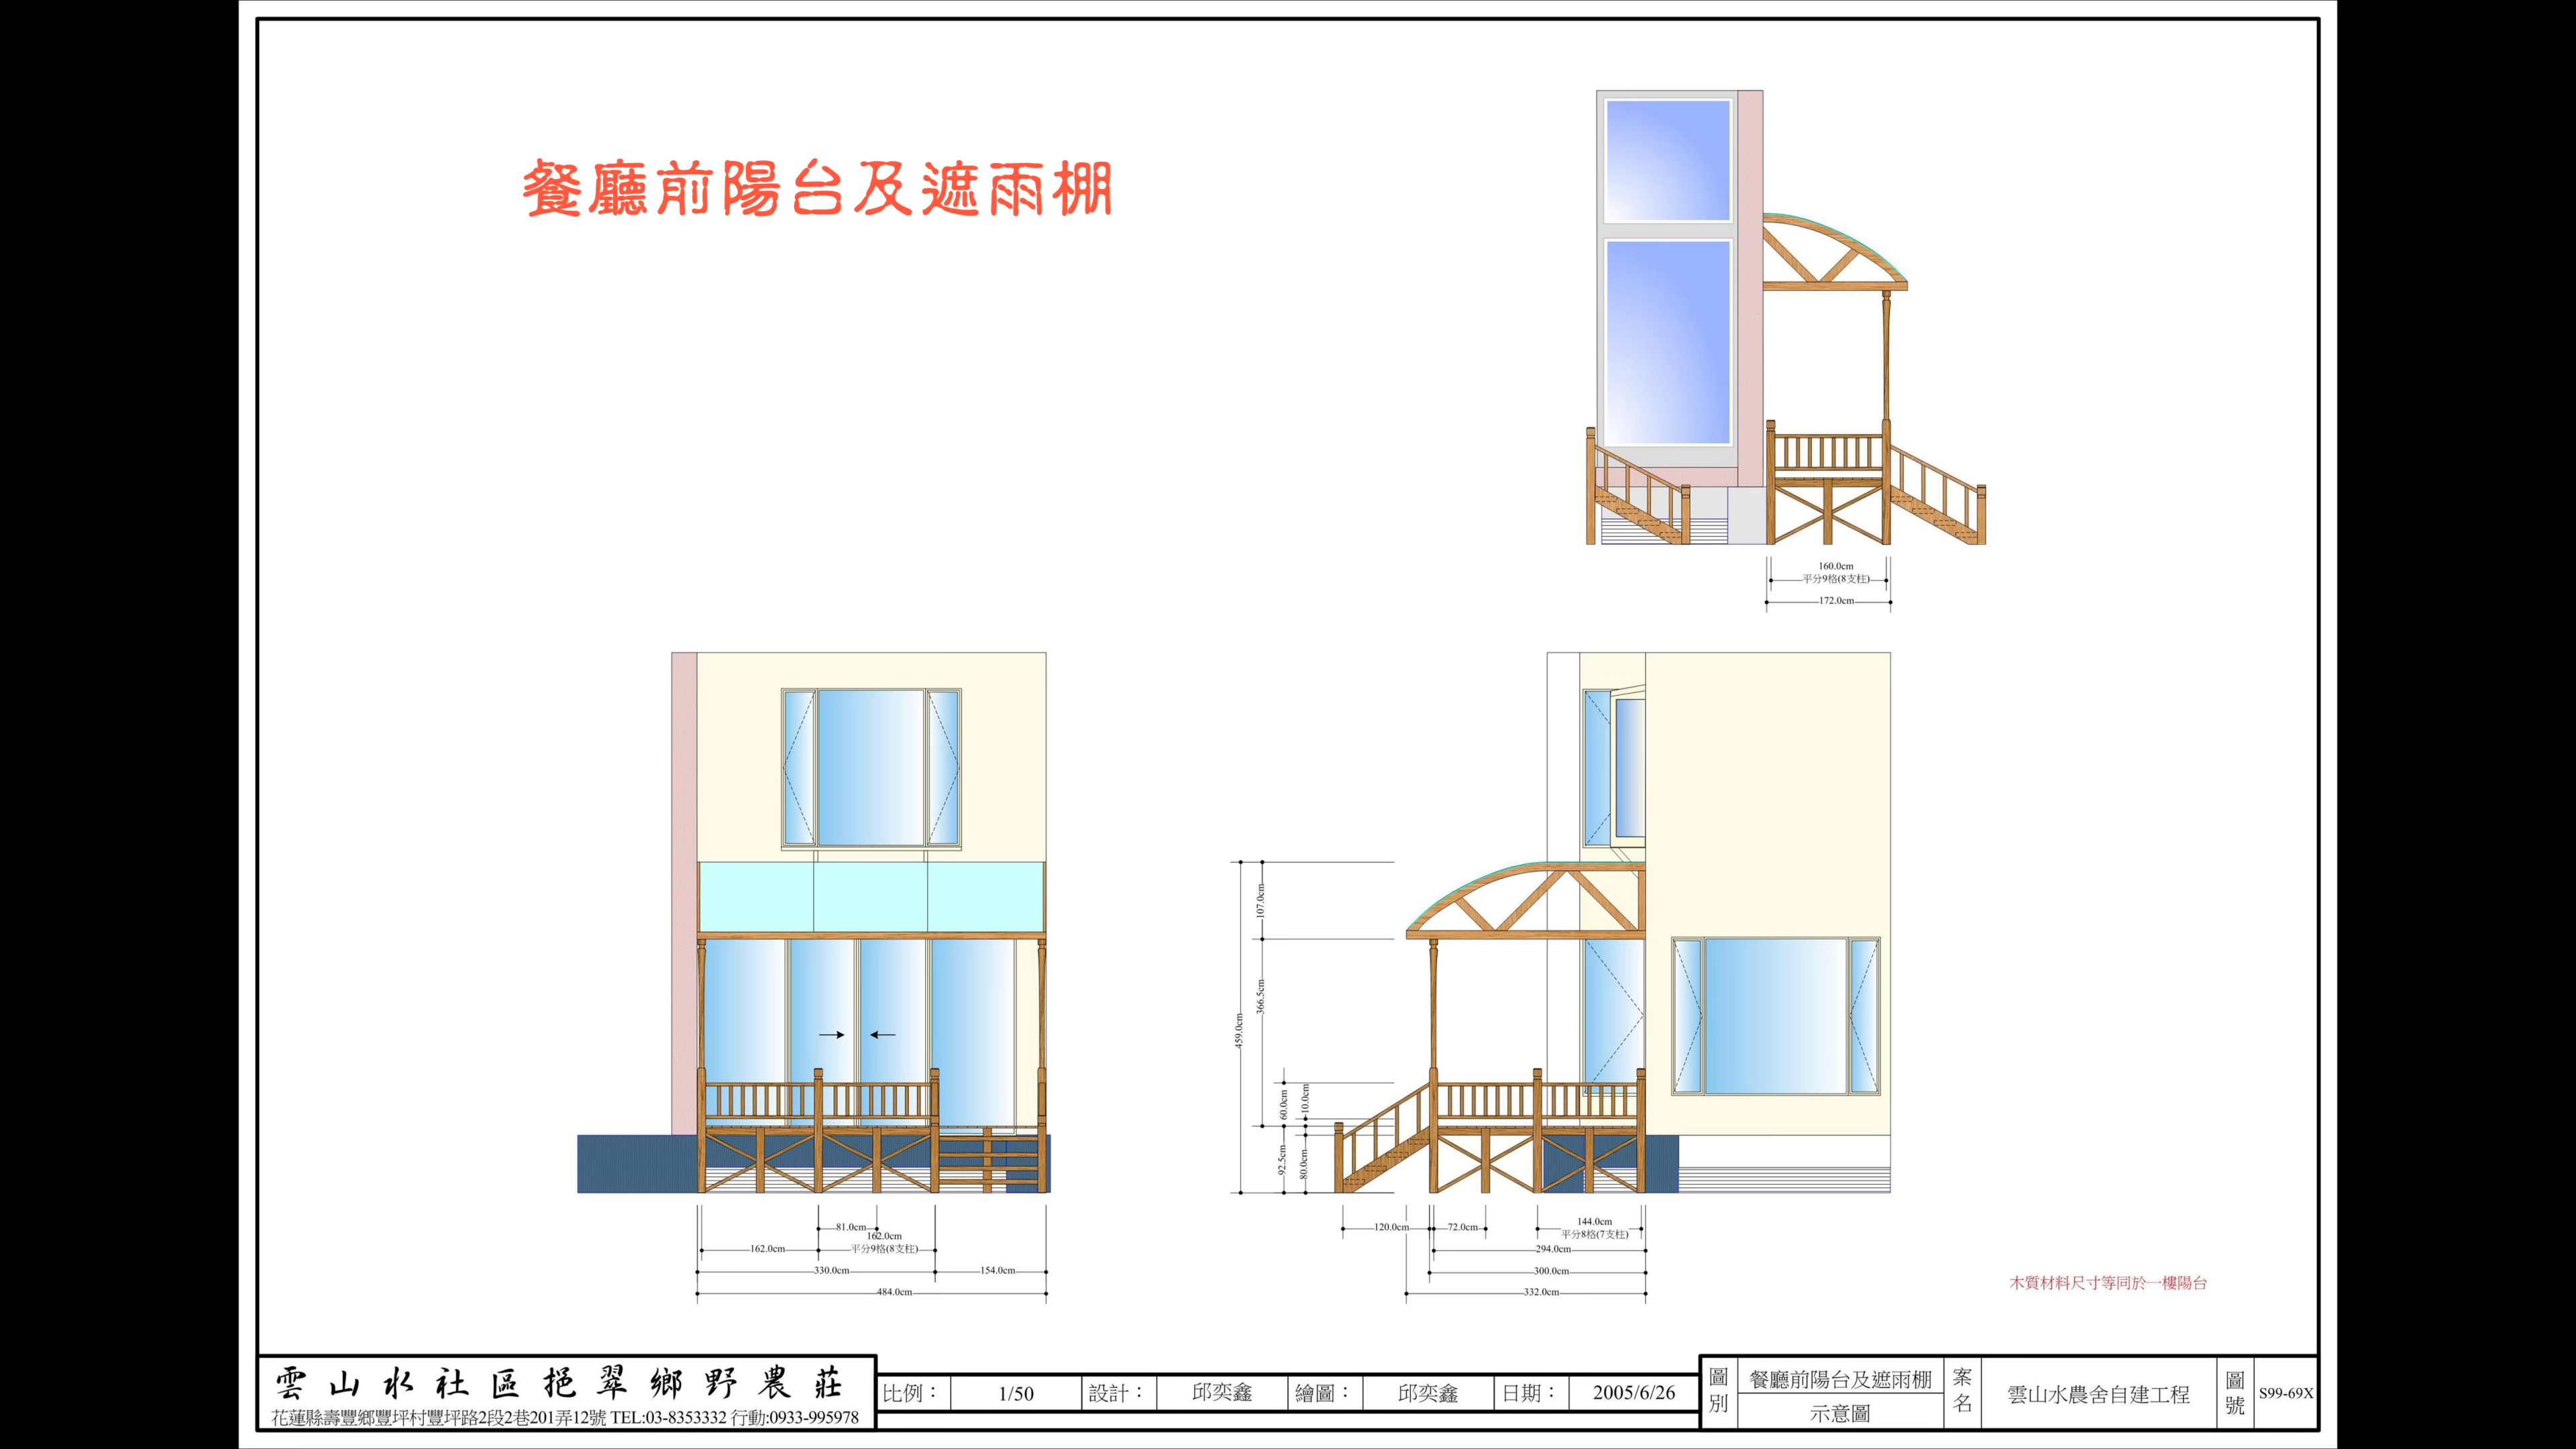 餐廳前陽台及遮雨棚
160.0cm
平分9格(8支柱)
172.0cm
107.0cm
366.5cm
459.0cm
60.0cm
10.0cm
92.5cm
80.0cm
81.0cm
162.0cm
162.0cm
平分9格(8支柱)
330.0cm
154.0cm
484.0cm
120.0cm
72.0cm
144.0cm
平分8格(7支柱)
294.0cm
300.0cm
332.0cm
木質材料尺寸等同於一樓陽台
雲山水社區挹翠鄉野農莊
花蓮縣壽豐鄉豐坪村豐坪路2段2巷201弄12號 TEL:03-8353332 行動:0933-995978
比例： 1/50 設計： 邱奕鑫 繪圖： 邱奕鑫 日期： 2005/6/26
圖別 餐廳前陽台及遮雨棚
示意圖
案名 雲山水農舍自建工程
圖號 S99-69X